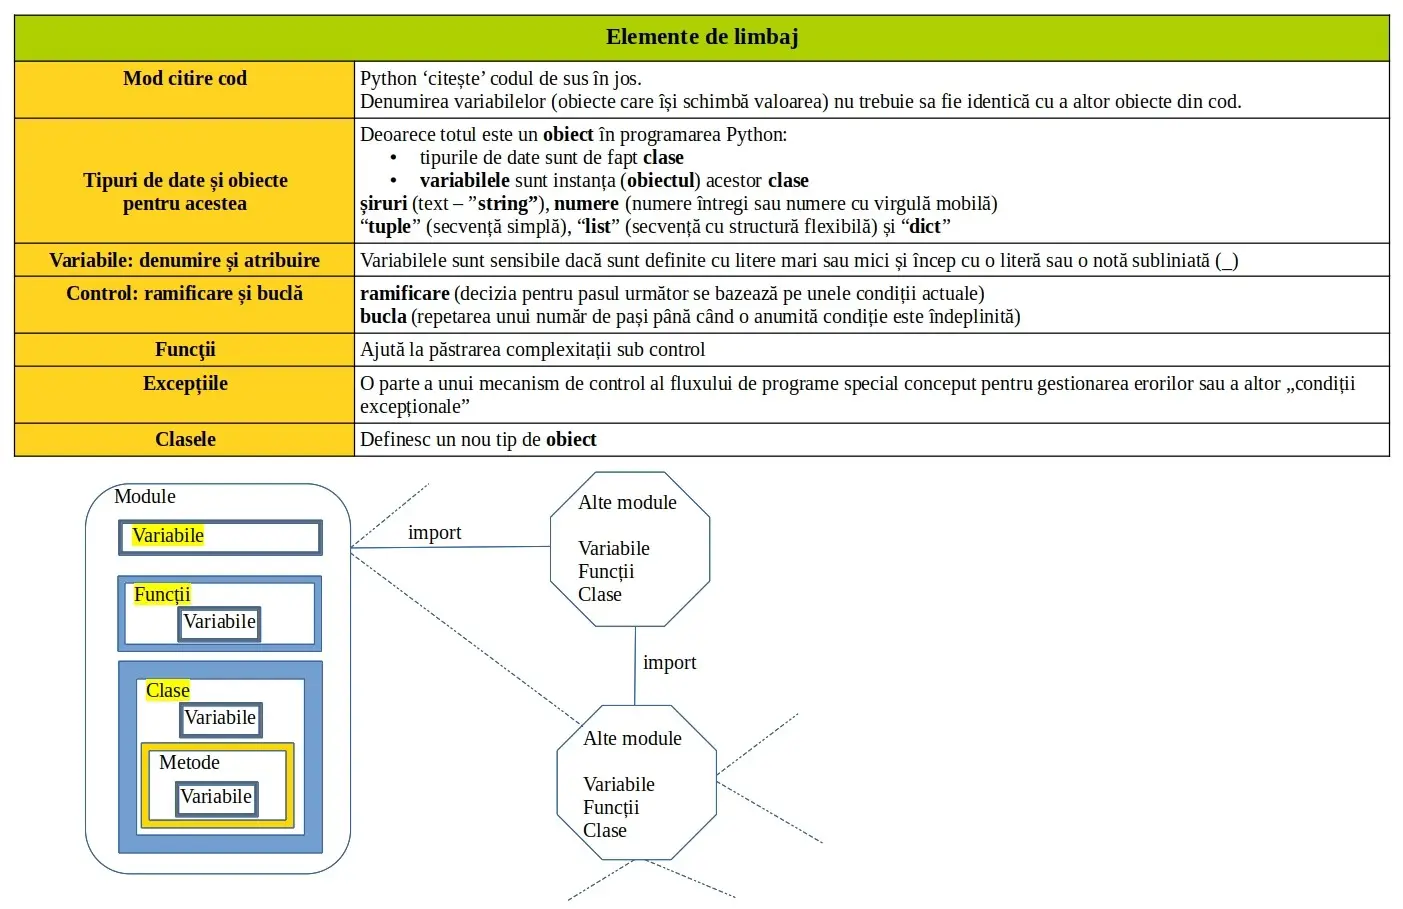 Elemente de limbaj
Mod citire cod
Python ‘citește’ codul de sus în jos.
Denumirea variabilelor (obiecte care își schimbă valoarea) nu trebuie sa fie identică cu a altor obiecte din cod.
Tipuri de date și obiecte
pentru acestea
Deoarece totul este un obiect în programarea Python:
• tipurile de date sunt de fapt clase
• variabilele sunt instanța (obiectul) acestor clase
șiruri (text – ”string”), numere (numere întregi sau numere cu virgulă mobilă)
“tuple” (secvență simplă), “list” (secvență cu structură flexibilă) și “dict”
Variabile: denumire și atribuire
Variabilele sunt sensibile dacă sunt definite cu litere mari sau mici și încep cu o literă sau o notă subliniată (_)
Control: ramificare și buclă
ramificare (decizia pentru pasul următor se bazează pe unele condiții actuale)
bucla (repetarea unui număr de pași până când o anumită condiție este îndeplinită)
Funcţii
Ajută la păstrarea complexitații sub control
Excepțiile
O parte a unui mecanism de control al fluxului de programe special conceput pentru gestionarea erorilor sau a altor „condiții
excepționale”
Clasele
Definesc un nou tip de obiect
Module
Variabile
Funcții
Variabile
Clase
Variabile
Metode
Variabile
import
Alte module
Variabile
Funcții
Clase
import
Alte module
Variabile
Funcții
Clase